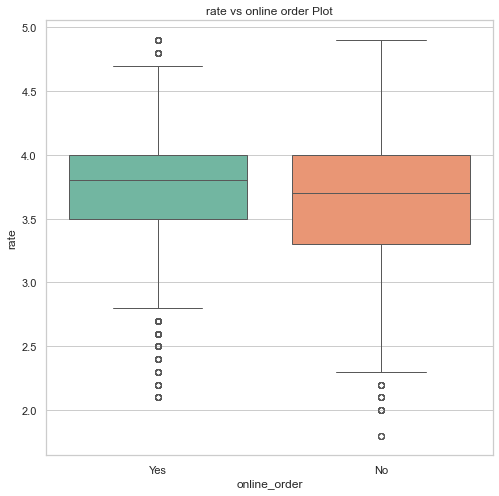 rate vs online order Plot
5.0
4.5
4.0
3.5
3.0
2.5
2.0
rate
Yes
No
online_order